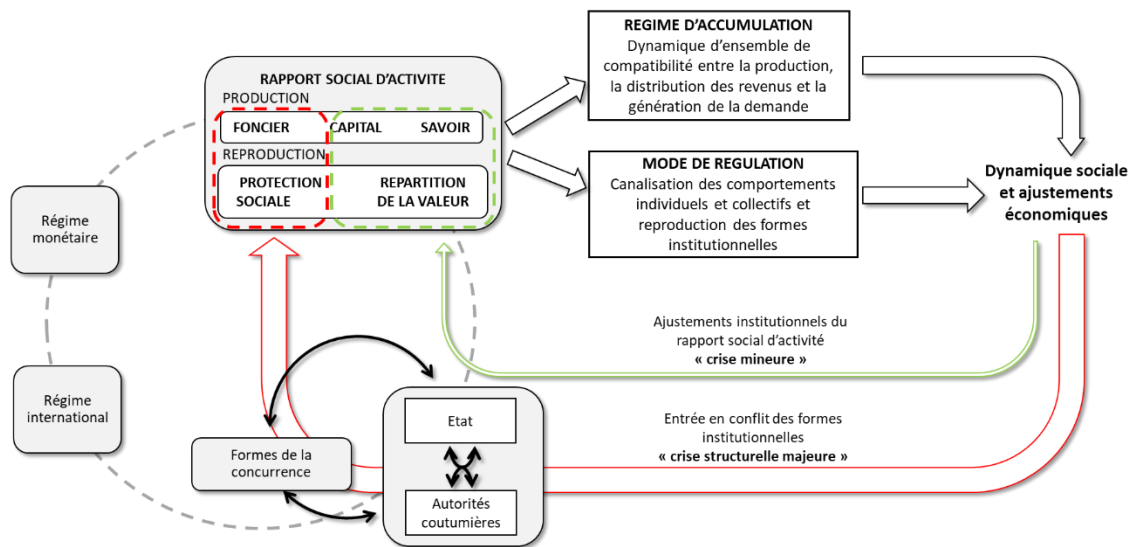 RAPPORT SOCIAL D'ACTIVITE
PRODUCTION
FONCIER CAPITAL SAVOIR
REPRODUCTION
PROTECTION
SOCIALE
REPARTITION
DE LA VALEUR
REGIME D'ACCUMULATION
Dynamique d'ensemble de
compatibilité entre la production,
la distribution des revenus et la
génération de la demande
MODE DE REGULATION
Canalisation des comportements
individuels et collectifs et
reproduction des formes
institutionnelles
Dynamique sociale
et ajustements
économiques
Régime
monétaire
Régime
international
Ajustements institutionnels du
rapport social d'activité
« crise mineure »
Entrée en conflit des formes
institutionnelles
« crise structurelle majeure »
Formes de la
concurrence
Etat
Autorités
coutumières